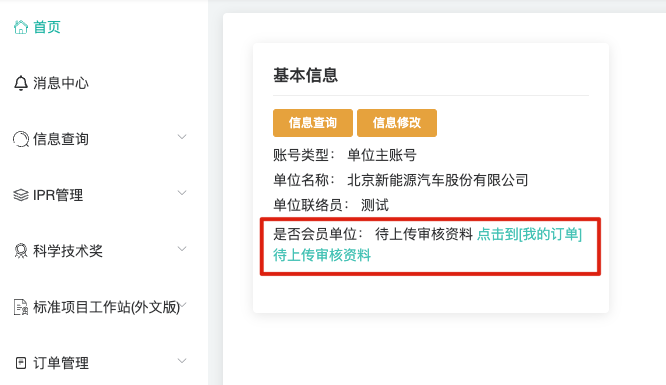 首页
消息中心
信息查询
IPR管理
科学技术奖
标准项目工作站(外文版)
订单管理
基本信息
信息查询 信息修改
账号类型： 单位主账号
单位名称： 北京新能源汽车股份有限公司
单位联络员： 测试
是否会员单位： 待上传审核资料 点击到[我的订单]
待上传审核资料